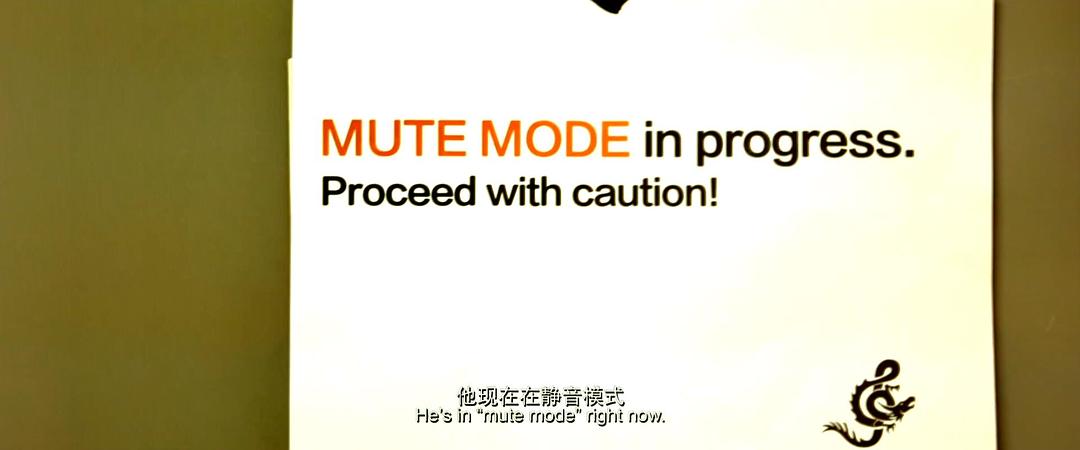 MUTE MODE in progress.
Proceed with caution!
他现在在静音模式
He's in "mute mode" right now.